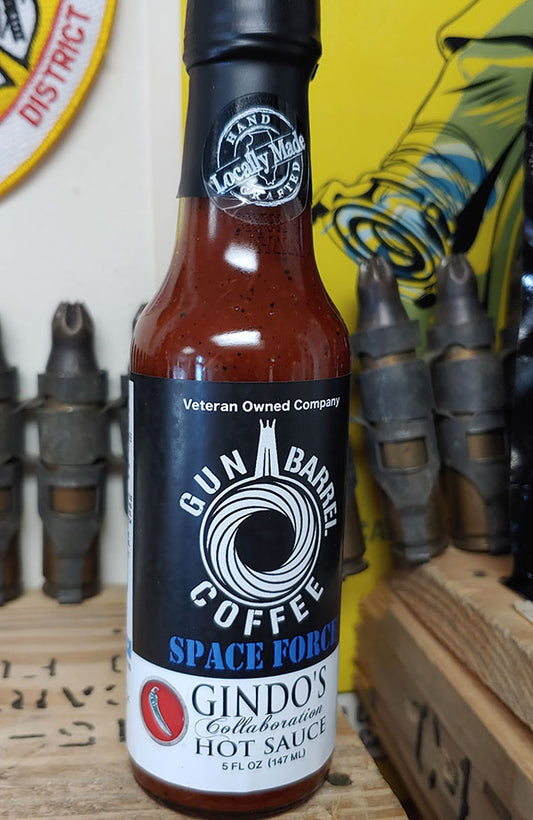 DISTRICT
HAND
Locally Made
CRAFTED
Veteran Owned Company
GUN BARREL
COFFEE
SPACE FORCE
GINDO'S
Collaboration
HOT SAUCE
5 FL OZ (147 ML)